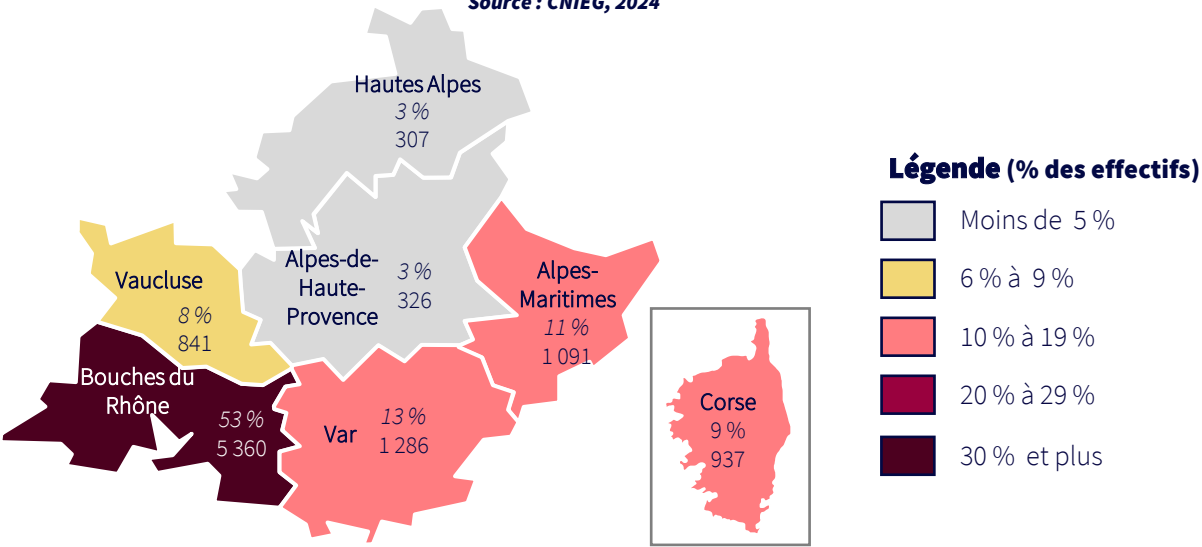 Source : CNIEG, 2024
Hautes Alpes
3 %
307
Alpes-de-
Haute-
Provence
3 %
326
Vaucluse
8 %
841
Alpes-
Maritimes
11 %
1 091
Bouches du
Rhône
53 %
5 360
Var
13 %
1 286
Corse
9 %
937
Légende (% des effectifs)
Moins de 5 %
6 % à 9 %
10 % à 19 %
20 % à 29 %
30 % et plus